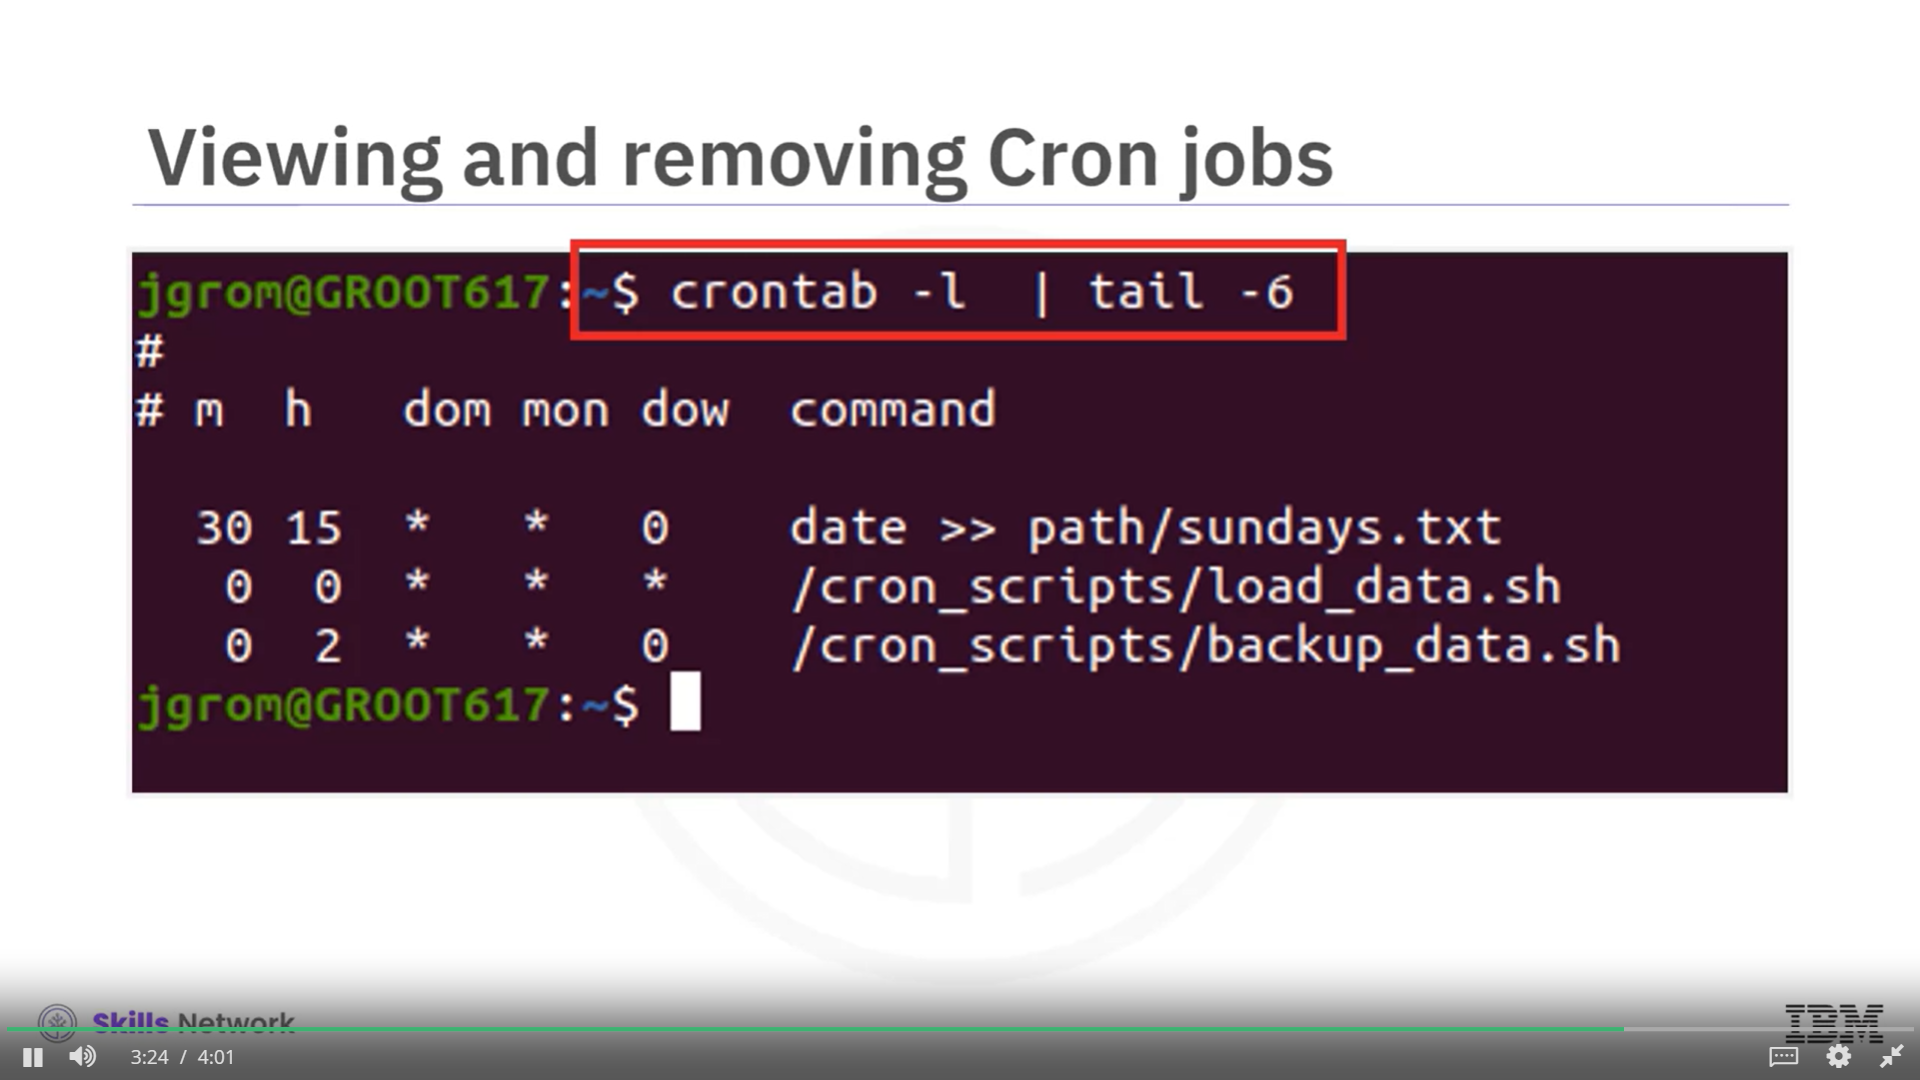 Viewing and removing Cron jobs
jgrom@GROOT617:~$ crontab -l  | tail -6
#
# m  h   dom mon dow  command
30 15  *   *   0    date >> path/sundays.txt
0  0  *   *   *    /cron_scripts/load_data.sh
0  2  *   *   0    /cron_scripts/backup_data.sh
jgrom@GROOT617:~$
Skills Network
IBM
3:24 / 4:01